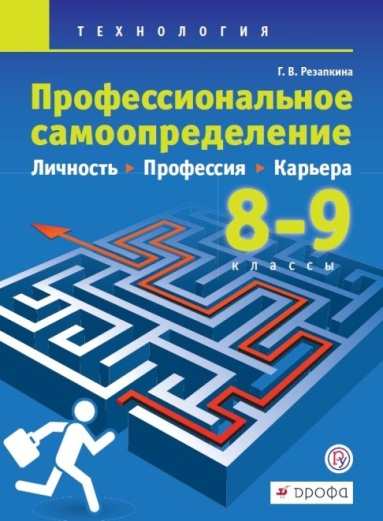 ТЕХНОЛОГИЯ
Г. В. Резапкина
Профессиональное
самоопределение
Личность ▸ Профессия ▸ Карьера
8–9
классы
ДРОФА